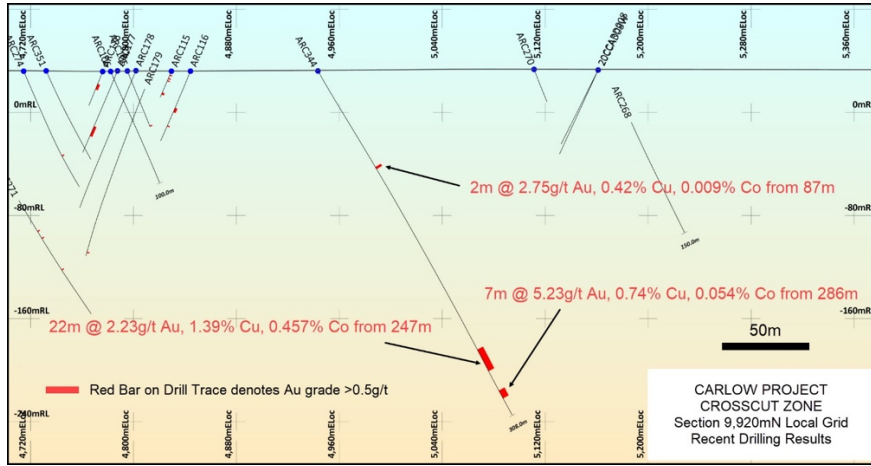 4,720mELoc
4,800mELoc
4,880mELoc
4,960mELoc
5,040mELoc
5,120mELoc
5,200mELoc
5,280mELoc
5,360mELoc
ARC274
ARC351
ARC178
ARC179
ARC115
ARC116
ARC344
ARC270
ARC268
0mRL
0mRL
100.0m
-80mRL
-80mRL
150.0m
2m @ 2.75g/t Au, 0.42% Cu, 0.009% Co from 87m
7m @ 5.23g/t Au, 0.74% Cu, 0.054% Co from 286m
-160mRL
-160mRL
22m @ 2.23g/t Au, 1.39% Cu, 0.457% Co from 247m
50m
Red Bar on Drill Trace denotes Au grade >0.5g/t
308.0m
-240mRL
CARLOW PROJECT
CROSSCUT ZONE
Section 9,920mN Local Grid
Recent Drilling Results
4,720mELoc
4,800mELoc
4,880mELoc
4,960mELoc
5,040mELoc
5,120mELoc